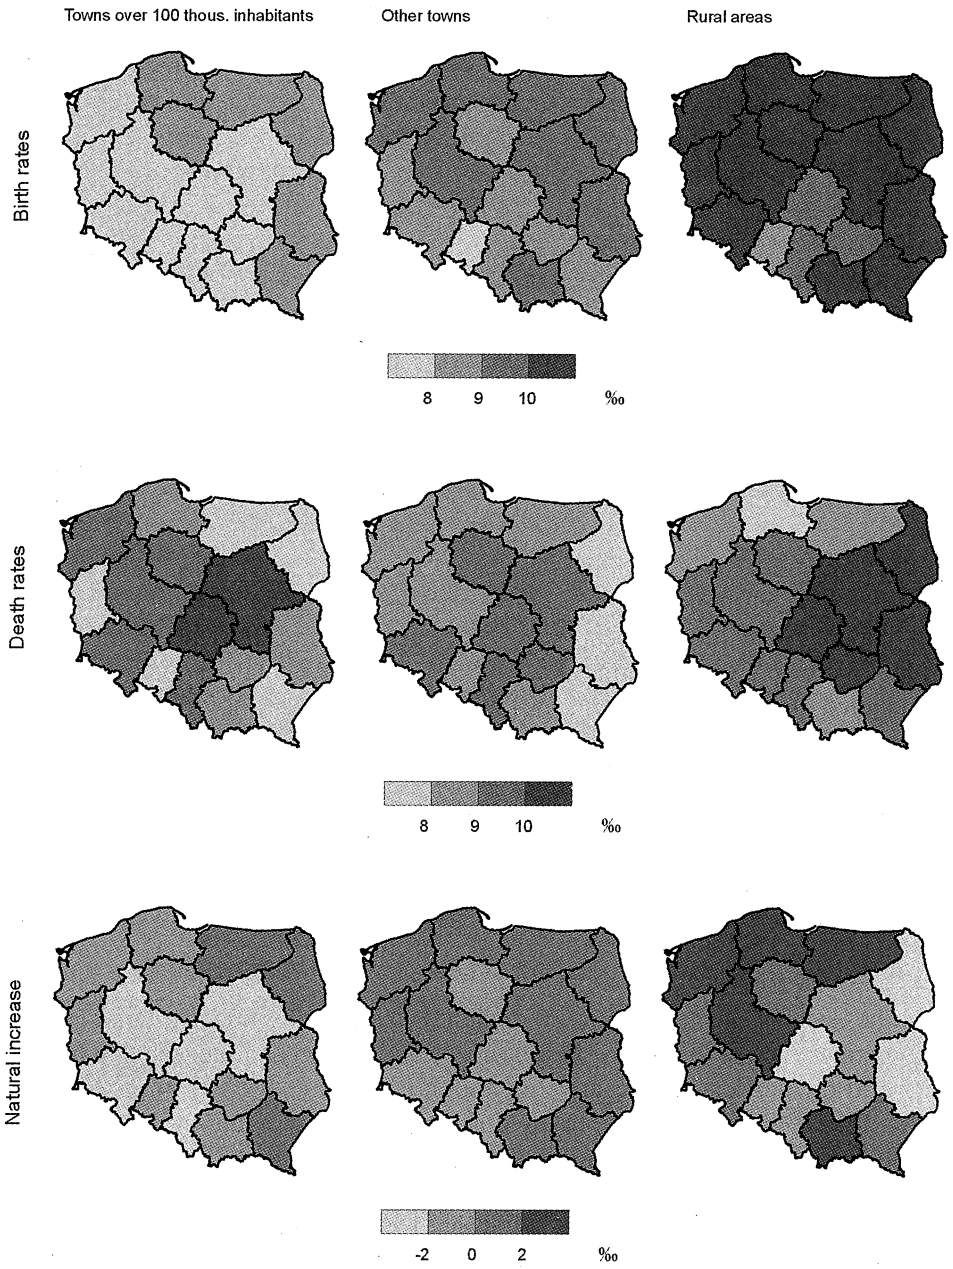 Towns over 100 thous. inhabitants Other towns Rural areas
Birth rates
8 9 10 ‰
Death rates
8 9 10 ‰
Natural increase
-2 0 2 ‰